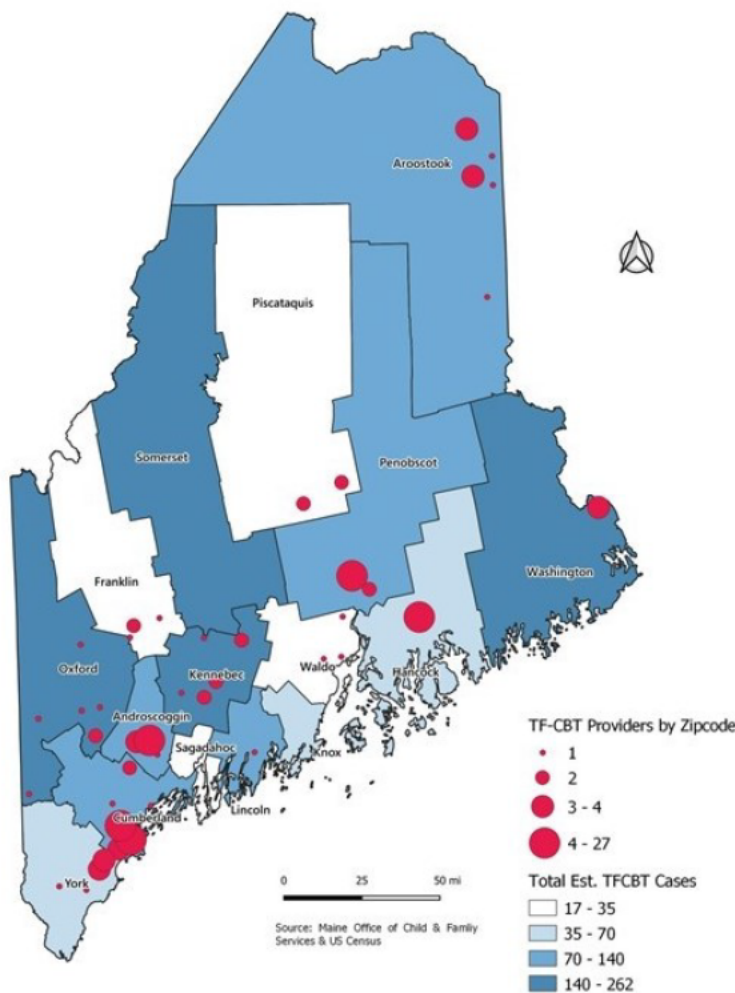 Aroostook
Piscataquis
Somerset
Penobscot
Franklin
Washington
Oxford
Waldo
Kennebec
Hancock
Androscoggin
Sagadahoc
Knox
Lincoln
Cumberland
York
0 25 50 mi
Source: Maine Office of Child & Famliy
Services & US Census
TF-CBT Providers by Zipcode
1
2
3 - 4
4 - 27
Total Est. TFCBT Cases
17 - 35
35 - 70
70 - 140
140 - 262